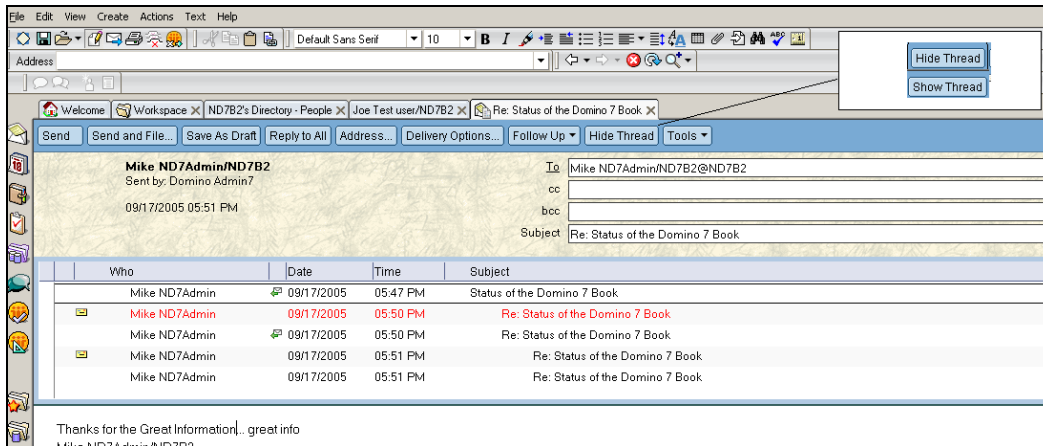 File Edit View Create Actions Text Help
Default Sans Serif 10 B I
Address
Hide Thread
Show Thread
Welcome Workspace ND7B2's Directory - People Joe Test user/ND7B2 Re: Status of the Domino 7 Book
Send Send and File... Save As Draft Reply to All Address... Delivery Options... Follow Up Hide Thread Tools
Mike ND7Admin/ND7B2
Sent by: Domino Admin7
09/17/2005 05:51 PM
To Mike ND7Admin/ND7B2@ND7B2
cc
bcc
Subject Re: Status of the Domino 7 Book
Who Date Time Subject
Mike ND7Admin 09/17/2005 05:47 PM Status of the Domino 7 Book
Mike ND7Admin 09/17/2005 05:50 PM Re: Status of the Domino 7 Book
Mike ND7Admin 09/17/2005 05:50 PM Re: Status of the Domino 7 Book
Mike ND7Admin 09/17/2005 05:51 PM Re: Status of the Domino 7 Book
Mike ND7Admin 09/17/2005 05:51 PM Re: Status of the Domino 7 Book
Thanks for the Great Information... great info
Mike ND7Admin/ND7B2